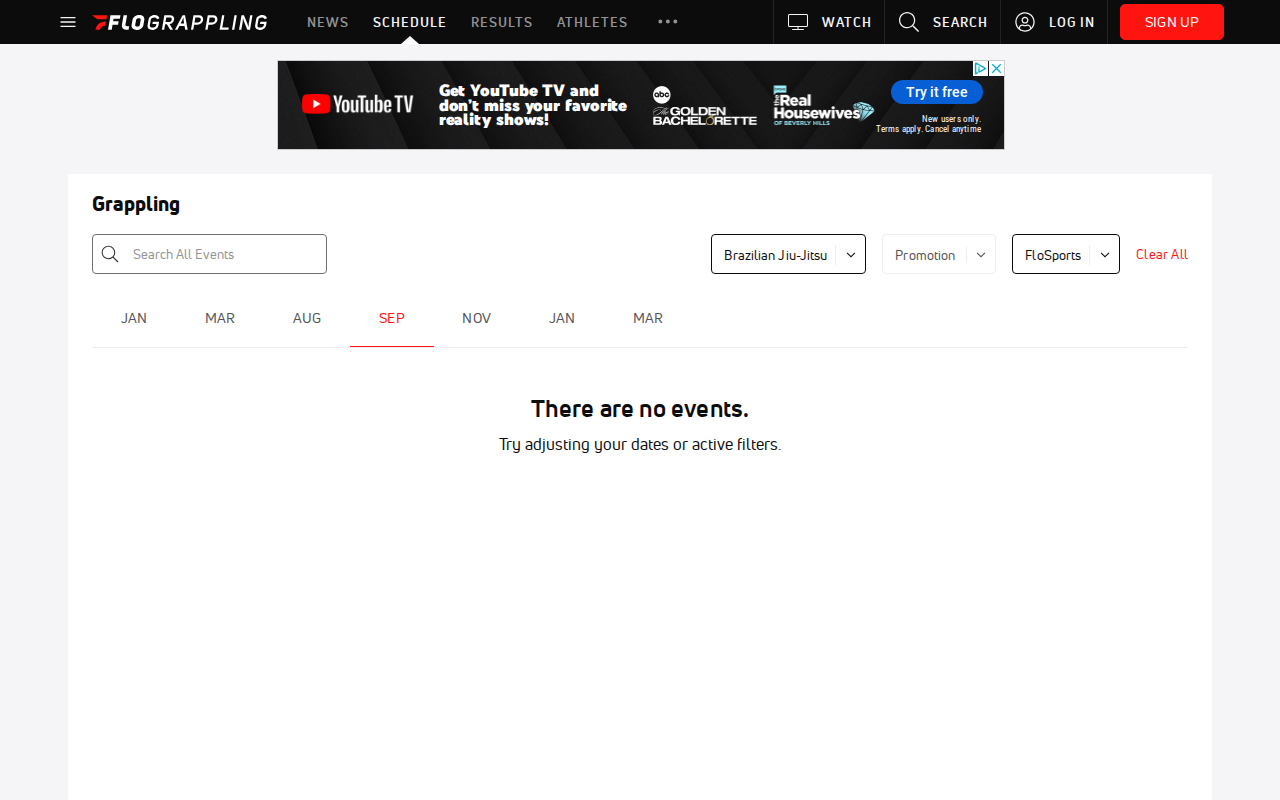 FLOGRAPPLING NEWS SCHEDULE RESULTS ATHLETES WATCH SEARCH LOG IN SIGN UP
YouTube TV
Get YouTube TV and
don't miss your favorite
reality shows!
abc
The GOLDEN
BACHELORETTE
the Real
Housewives
OF BEVERLY HILLS
Try it free
New users only.
Terms apply. Cancel anytime
Grappling
Search All Events Brazilian Jiu-Jitsu Promotion FloSports Clear All
JAN MAR AUG SEP NOV JAN MAR
There are no events.
Try adjusting your dates or active filters.